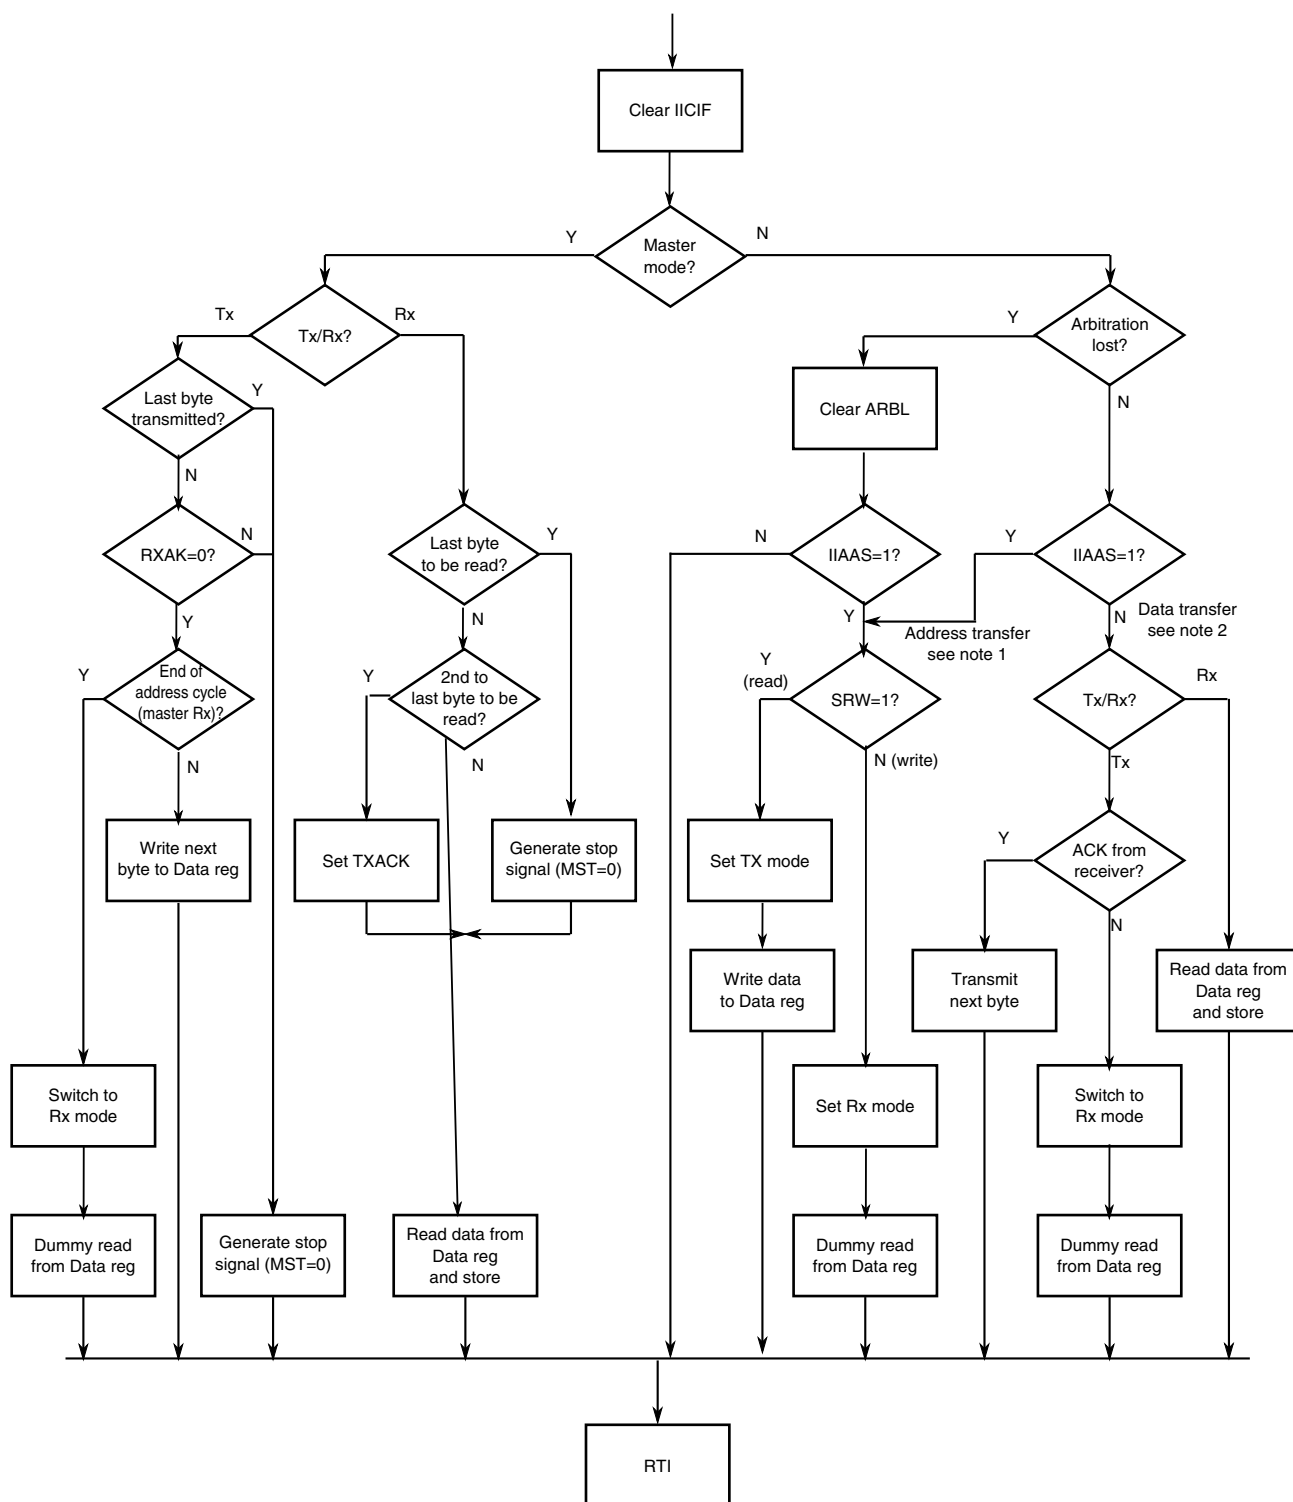 Clear IICIF
Y
Master
mode?
N
Tx
Tx/Rx?
Rx
Y
Arbitration
lost?
Last byte
transmitted?
Y
Clear ARBL
N
N
RXAK=0?
N
Last byte
to be read?
Y
N
IIAAS=1?
Y
IIAAS=1?
Y
N
Y
Address transfer
see note 1
N
Data transfer
see note 2
Y
End of
address cycle
(master Rx)?
Y
2nd to
last byte to be
read?
Y
(read)
SRW=1?
Tx/Rx?
Rx
N
N
N (write)
Tx
Write next
byte to Data reg
Set TXACK
Generate stop
signal (MST=0)
Set TX mode
Y
ACK from
receiver?
N
Write data
to Data reg
Transmit
next byte
Read data from
Data reg
and store
Switch to
Rx mode
Set Rx mode
Switch to
Rx mode
Dummy read
from Data reg
Generate stop
signal (MST=0)
Read data from
Data reg
and store
Dummy read
from Data reg
Dummy read
from Data reg
RTI